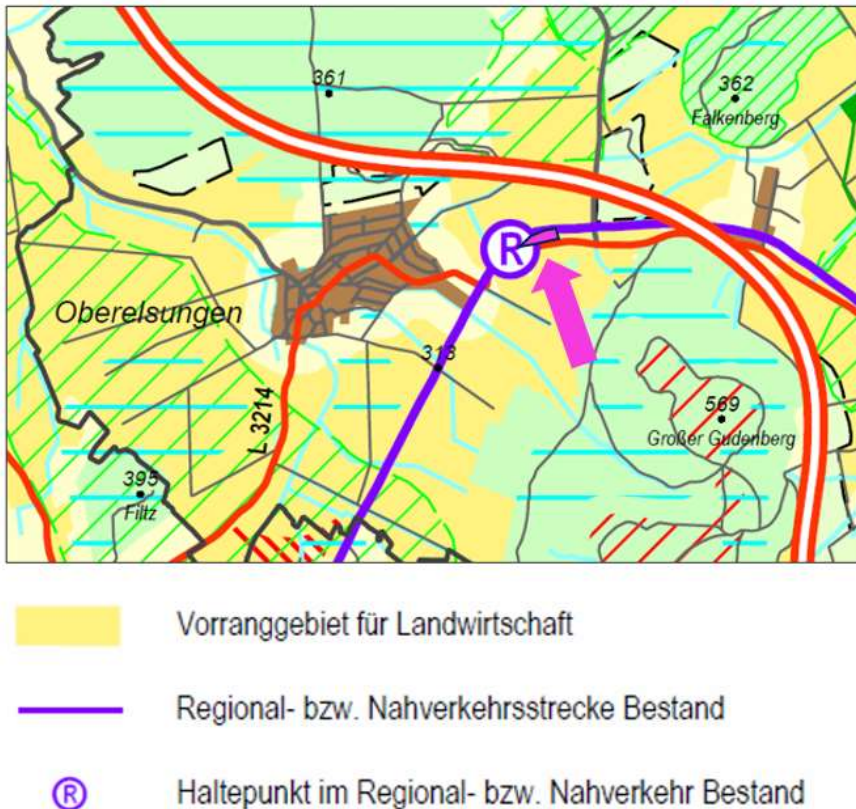 361
362
Falkenberg
R
Oberelsungen
313
L 3214
569
Großer Gudenberg
395
Filtz
Vorranggebiet für Landwirtschaft
Regional- bzw. Nahverkehrsstrecke Bestand
R Haltepunkt im Regional- bzw. Nahverkehr Bestand